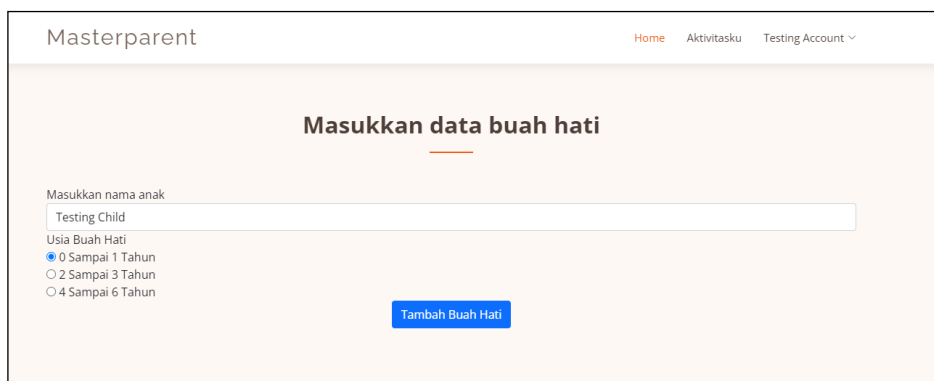 Masterparent
Home Aktivitasku Testing Account
Masukkan data buah hati
Masukkan nama anak
Testing Child
Usia Buah Hati
0 Sampai 1 Tahun
2 Sampai 3 Tahun
4 Sampai 6 Tahun
Tambah Buah Hati